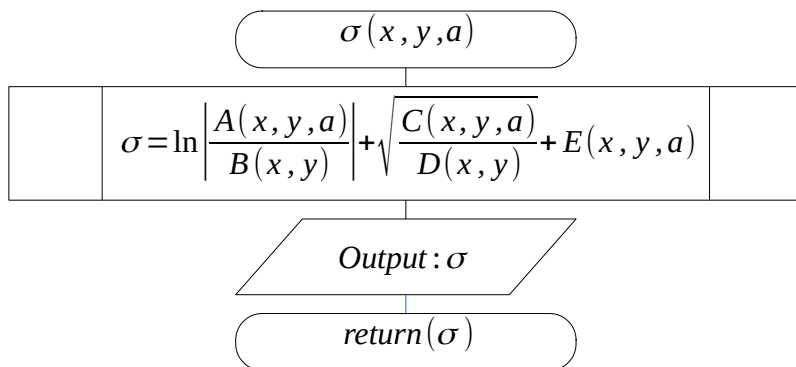 σ(x, y, a)
σ = ln|A(x, y, a)/B(x, y)| + √(C(x, y, a)/D(x, y)) + E(x, y, a)
Output: σ
return(σ)